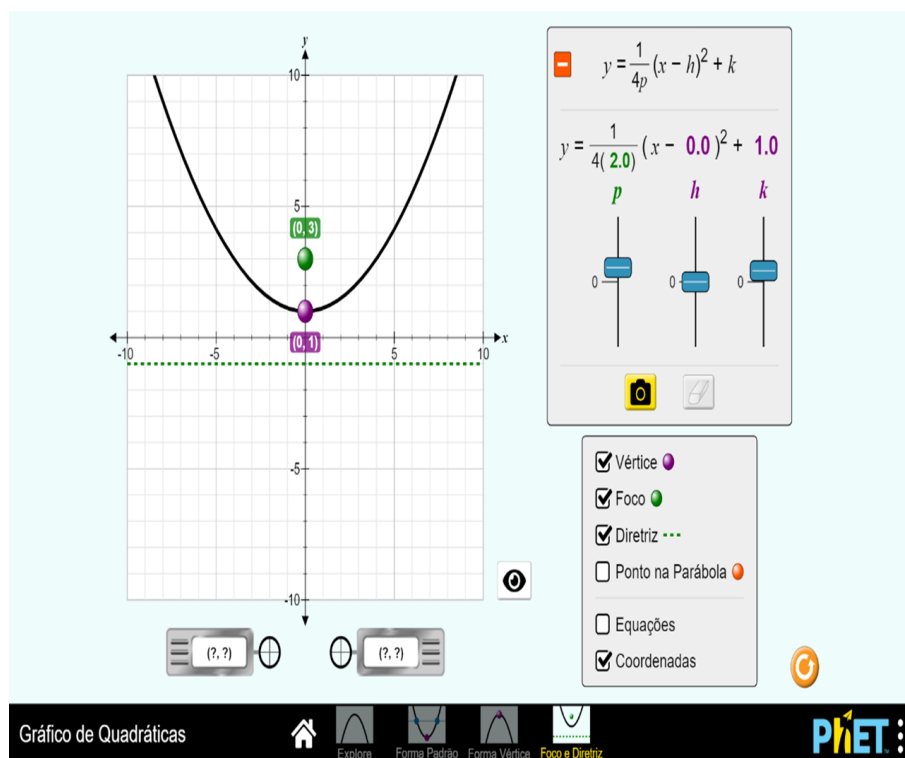 y
10
5
(0, 3)
(0, 1)
x
-10
-5
5
10
-5
-10
(?, ?)
(?, ?)
y = 1/4p (x − h)² + k
y = 1/4( 2.0) ( x − 0.0 )² + 1.0
p h k
0 0 0
Vértice
Foco
Diretriz
Ponto na Parábola
Equações
Coordenadas
Gráfico de Quadráticas
Explore
Forma Padrão
Forma Vértice
Foco e Diretriz
PhET